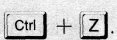 Ctrl + Z.